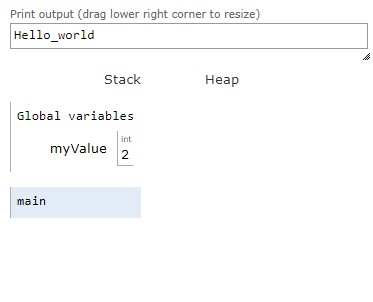 Print output (drag lower right corner to resize)
Hello_world
Stack Heap
Global variables
int
myValue 2
main